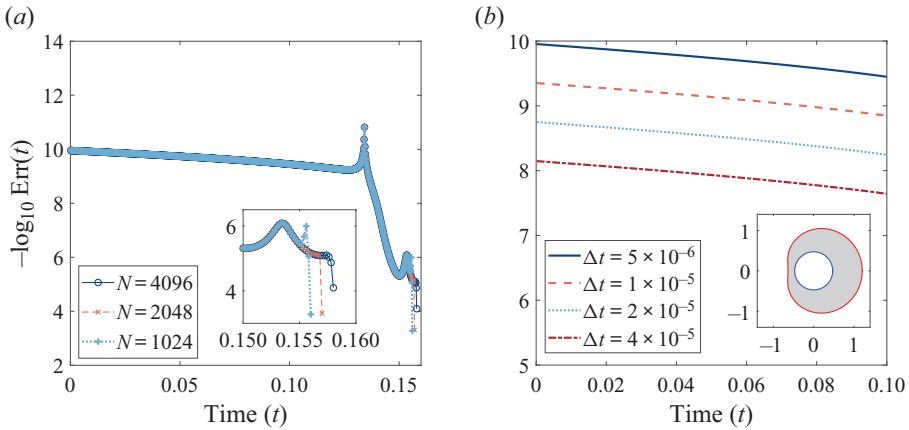 (a)
14
12
10
8
6
4
2
0
0.05
0.10
0.15
Time (t)
−log10 Err(t)
N = 4096
N = 2048
N = 1024
6
4
0.150
0.155
0.160
(b)
10
9
8
7
6
5
0
0.02
0.04
0.06
0.08
0.10
Time (t)
Δt = 5 × 10⁻⁶
Δt = 1 × 10⁻⁵
Δt = 2 × 10⁻⁵
Δt = 4 × 10⁻⁵
1
0
−1
−1
0
1